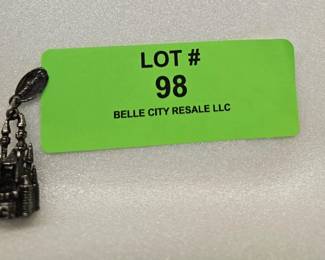 LOT #
98
BELLE CITY RESALE LLC